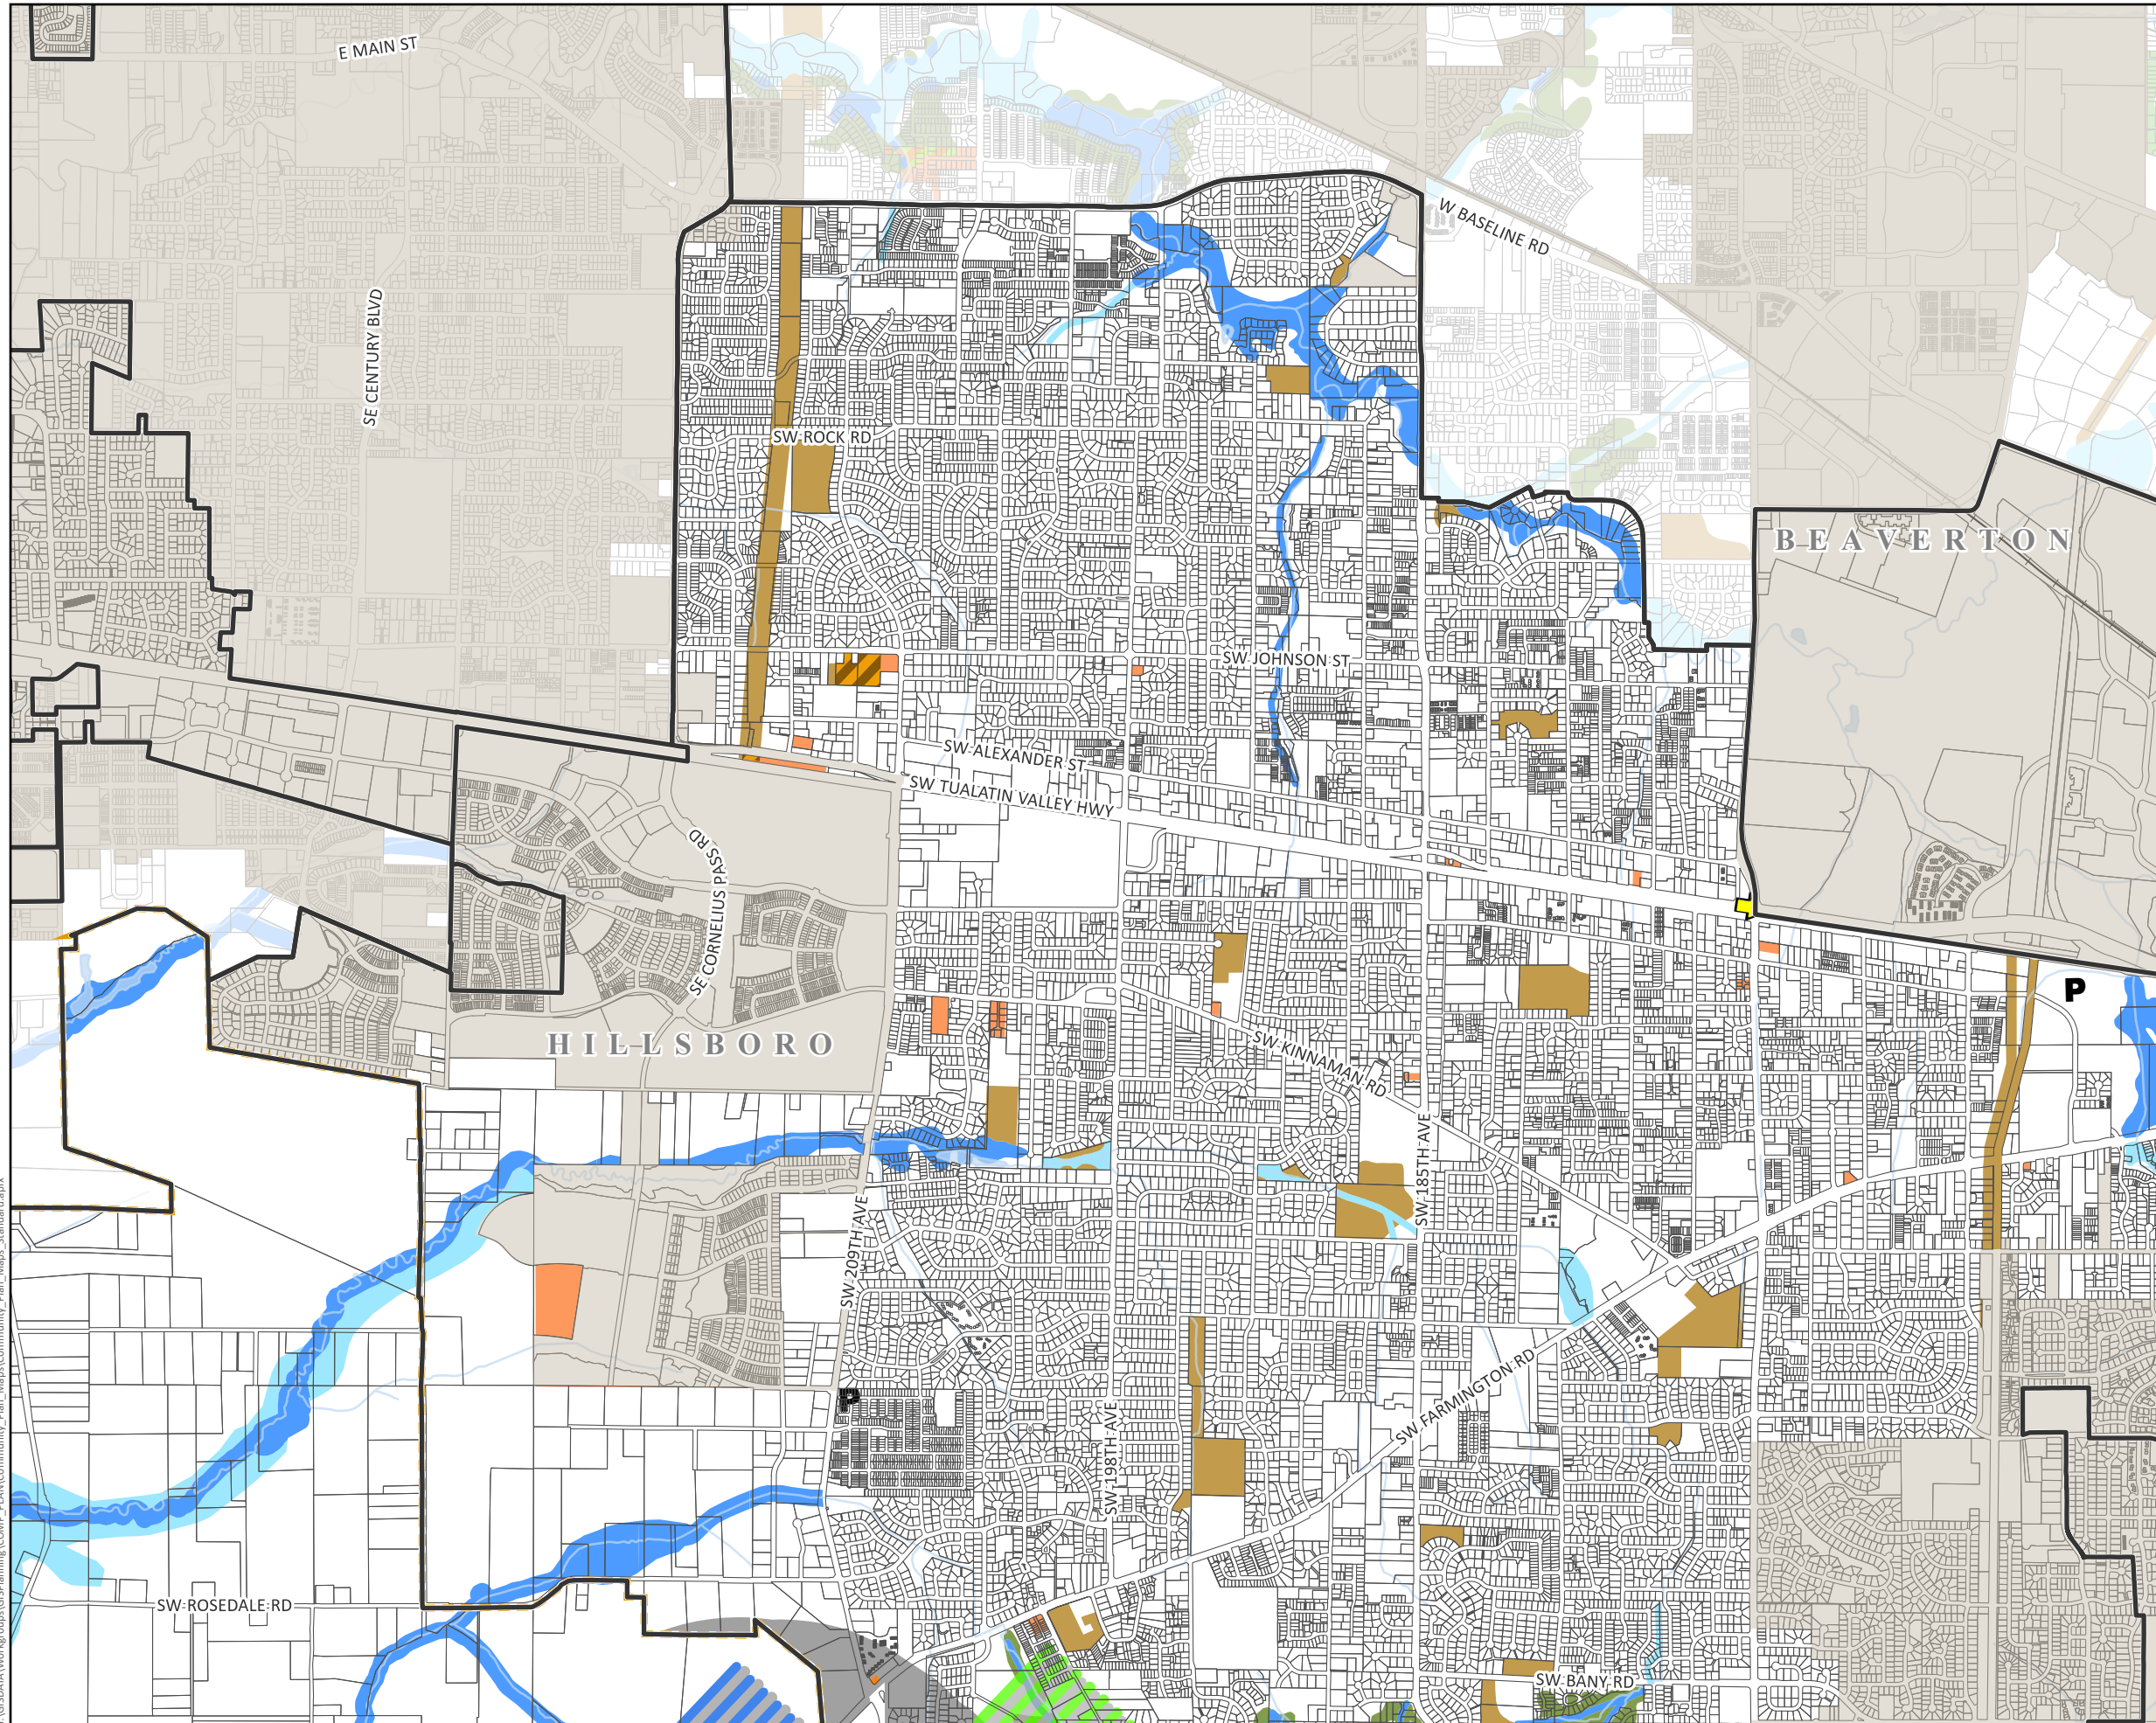 E MAIN ST
W BASELINE RD
SE CENTURY BLVD
SW ROCK RD
BEAVERTON
SW JOHNSON ST
SW ALEXANDER ST
SW TUALATIN VALLEY HWY
SE CORNELIUS PASS RD
P
HILLSBORO
SW KINNAMAN RD
SW 185TH AVE
SW 209TH AVE
P
SW FARMINGTON RD
SW 198TH AVE
SW ROSEDALE RD
SW BANY RD